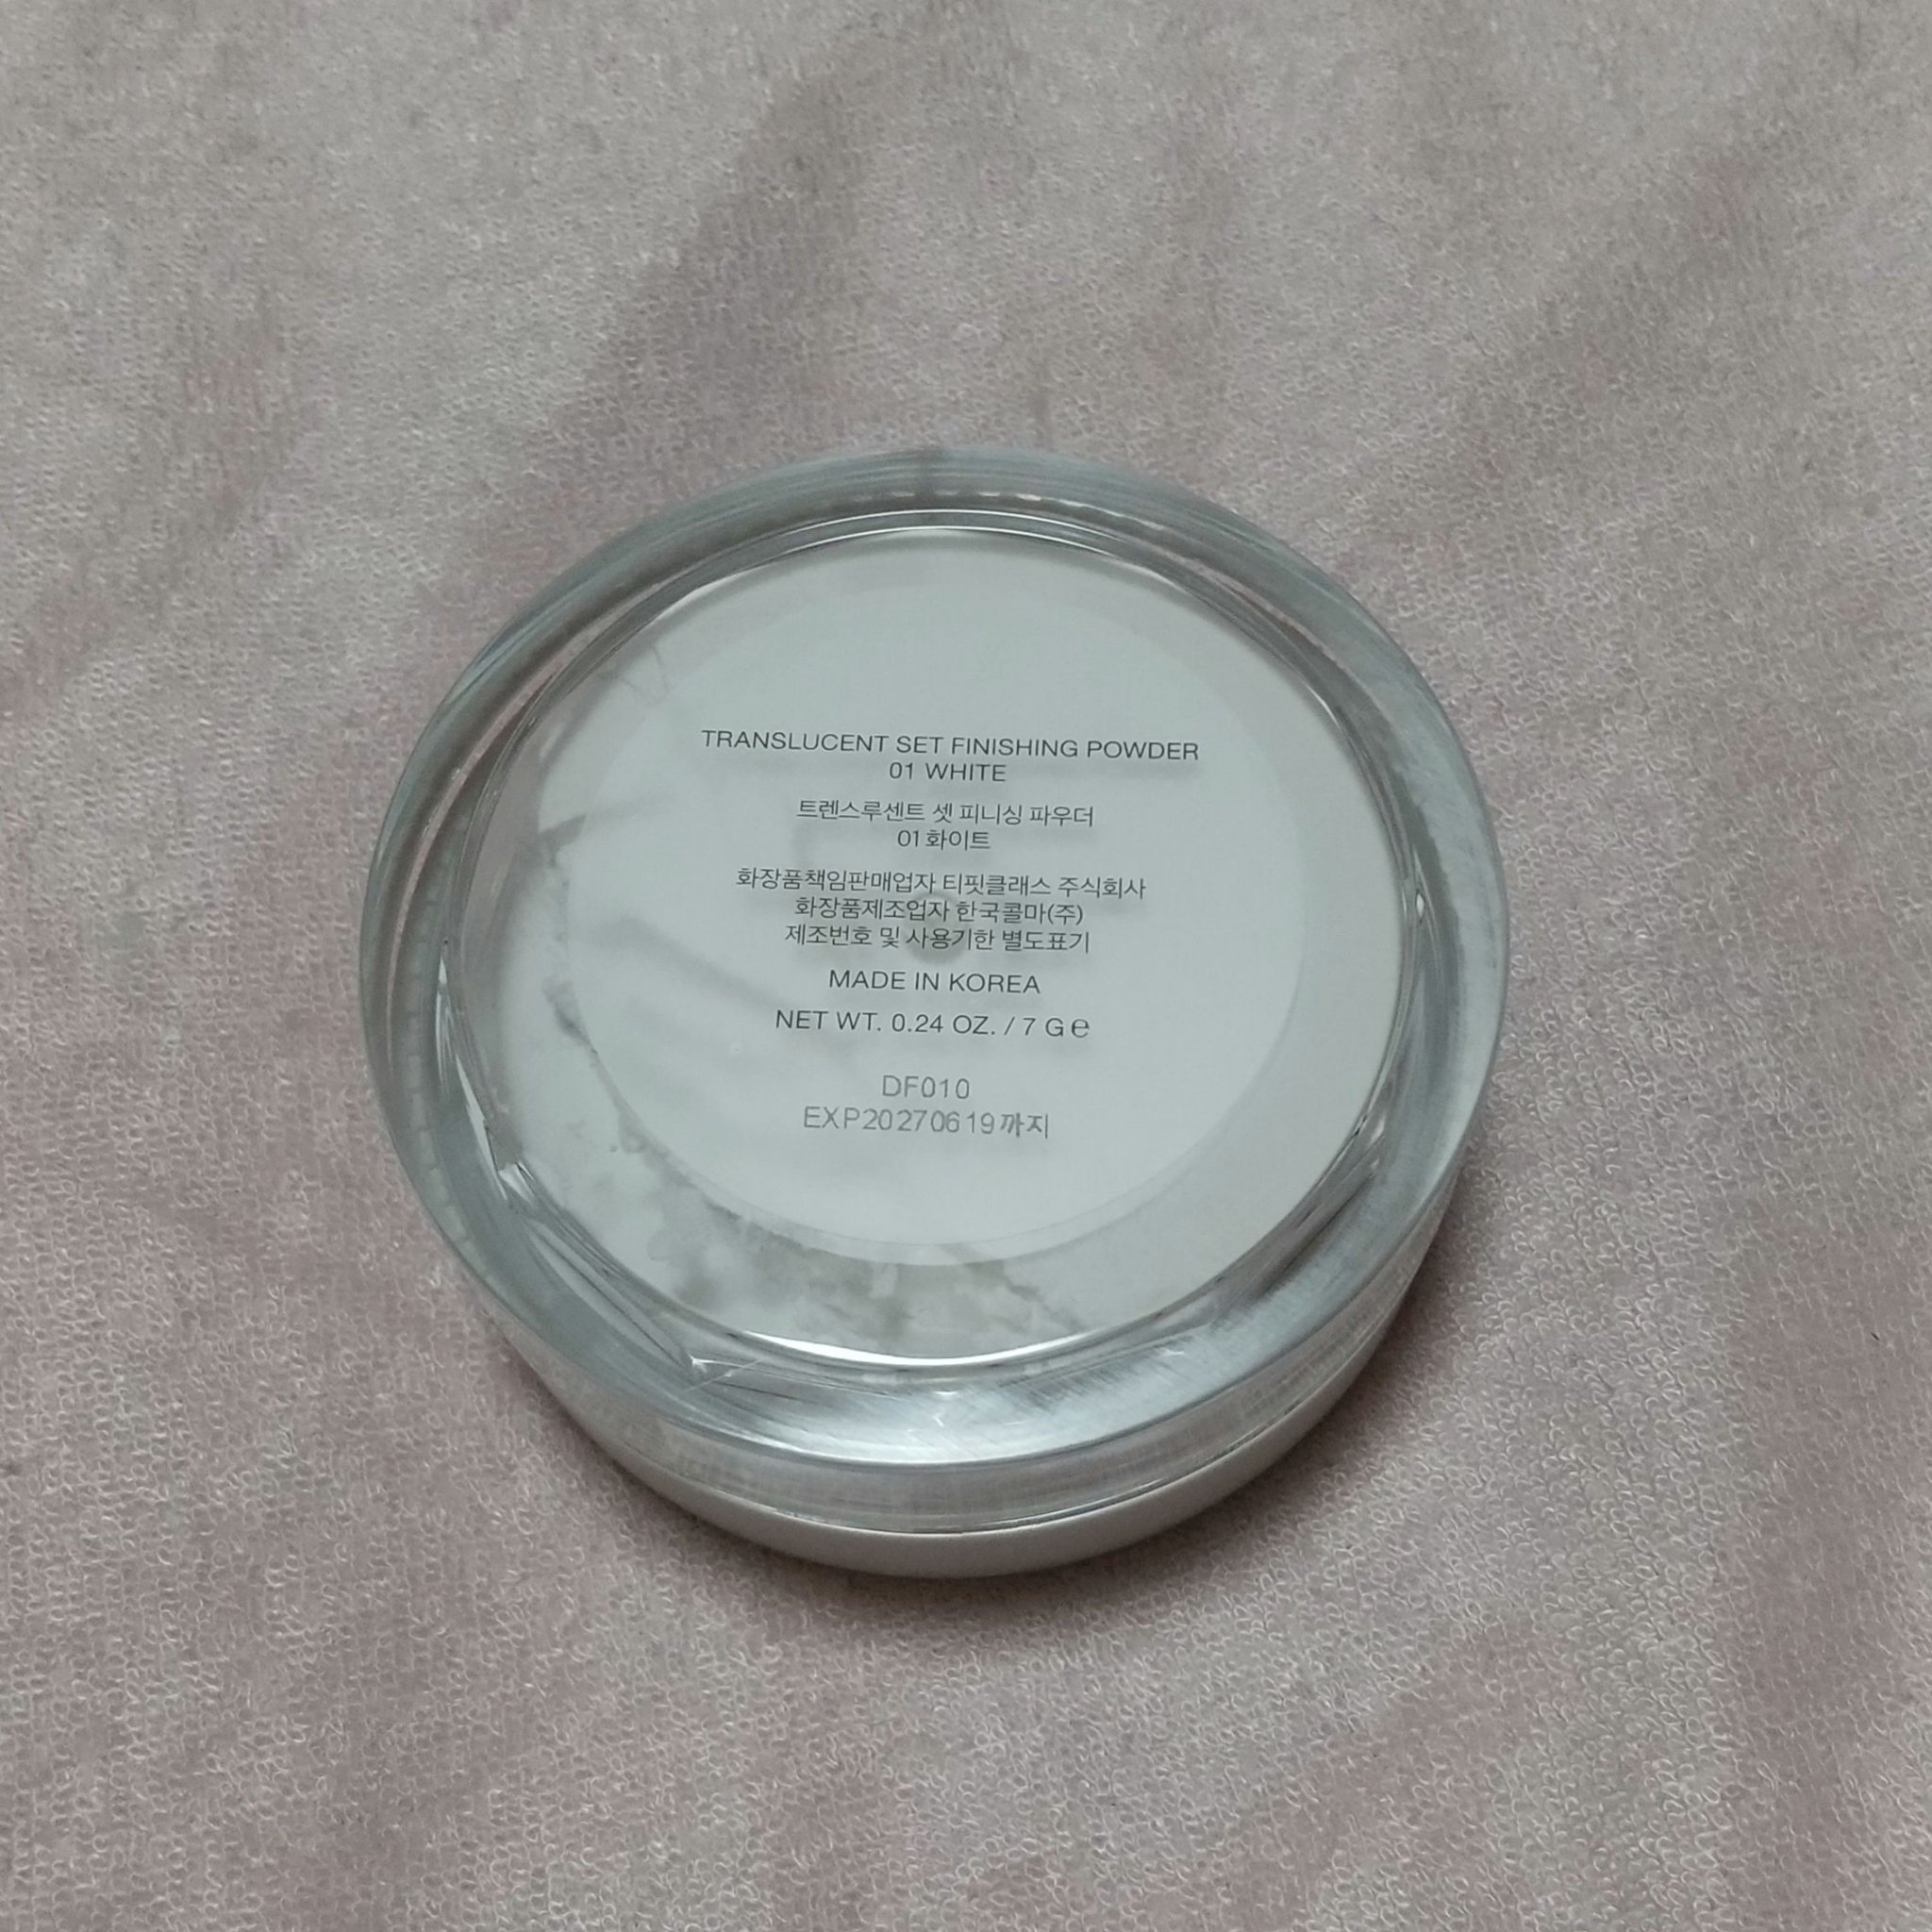 TRANSLUCENT SET FINISHING POWDER
01 WHITE
트렌스루센트 셋 피니싱 파우더
01 화이트
화장품책임판매업자 티핏클래스 주식회사
화장품제조업자 한국콜마(주)
제조번호 및 사용기한 별도표기
MADE IN KOREA
NET WT. 0.24 OZ. / 7 G ℮
DF010
EXP20270619까지